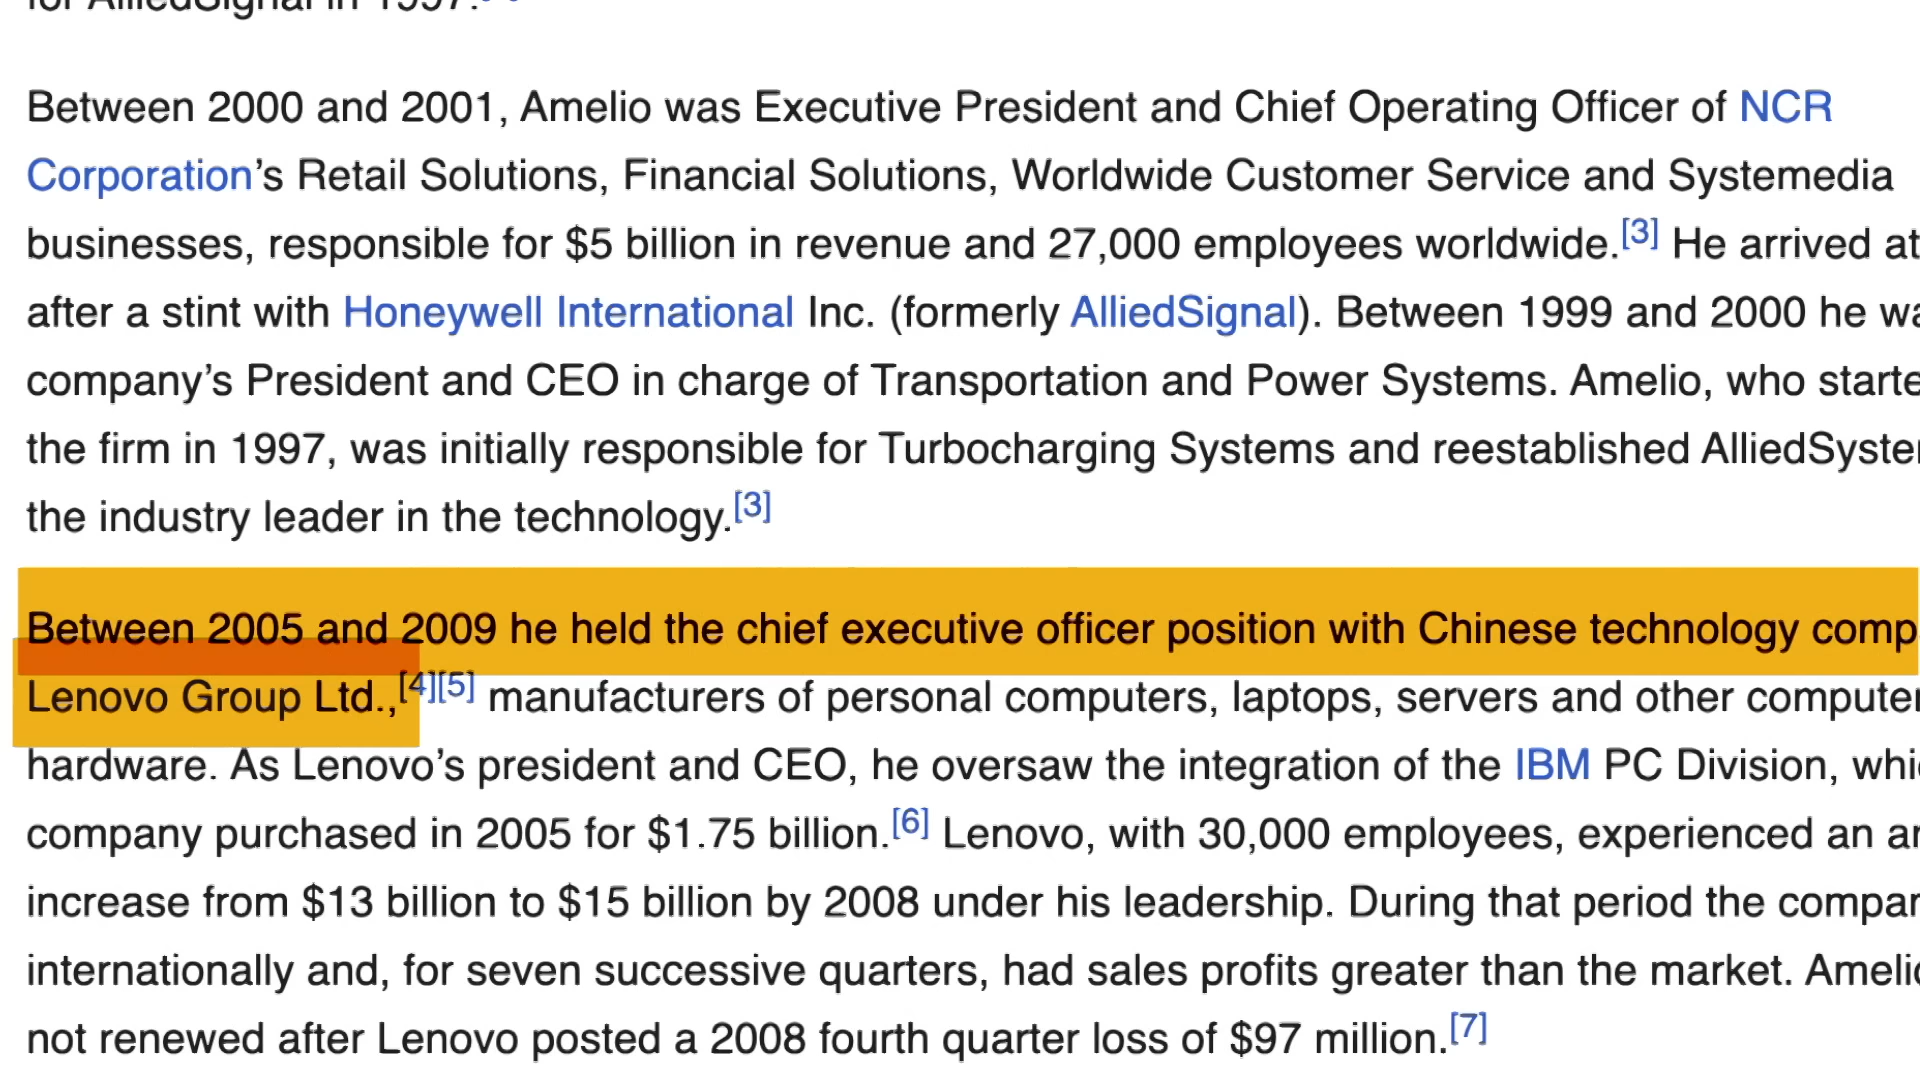 for AlliedSignal in 1997.
Between 2000 and 2001, Amelio was Executive President and Chief Operating Officer of NCR
Corporation’s Retail Solutions, Financial Solutions, Worldwide Customer Service and Systemedia
businesses, responsible for $5 billion in revenue and 27,000 employees worldwide.[3] He arrived at
after a stint with Honeywell International Inc. (formerly AlliedSignal). Between 1999 and 2000 he wa
company’s President and CEO in charge of Transportation and Power Systems. Amelio, who starte
the firm in 1997, was initially responsible for Turbocharging Systems and reestablished AlliedSyste
the industry leader in the technology.[3]
Between 2005 and 2009 he held the chief executive officer position with Chinese technology comp
Lenovo Group Ltd.,[4][5] manufacturers of personal computers, laptops, servers and other computer
hardware. As Lenovo’s president and CEO, he oversaw the integration of the IBM PC Division, whi
company purchased in 2005 for $1.75 billion.[6] Lenovo, with 30,000 employees, experienced an an
increase from $13 billion to $15 billion by 2008 under his leadership. During that period the compan
internationally and, for seven successive quarters, had sales profits greater than the market. Amelio
not renewed after Lenovo posted a 2008 fourth quarter loss of $97 million.[7]